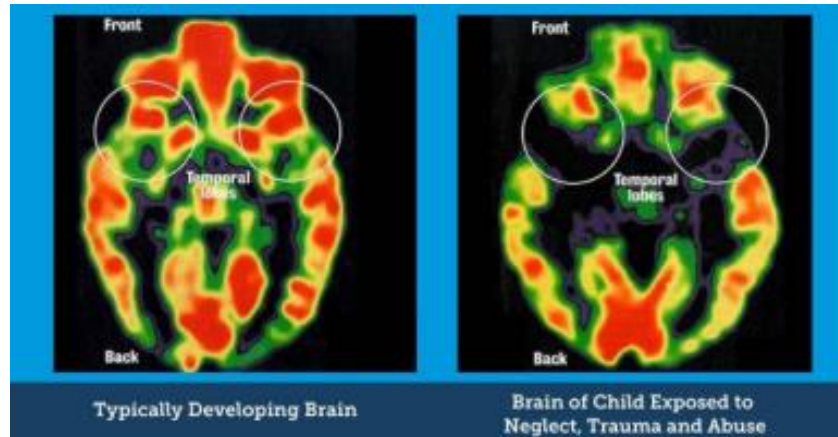 Front
Temporal
lobes
Back
Typically Developing Brain
Front
Temporal
lobes
Back
Brain of Child Exposed to
Neglect, Trauma and Abuse